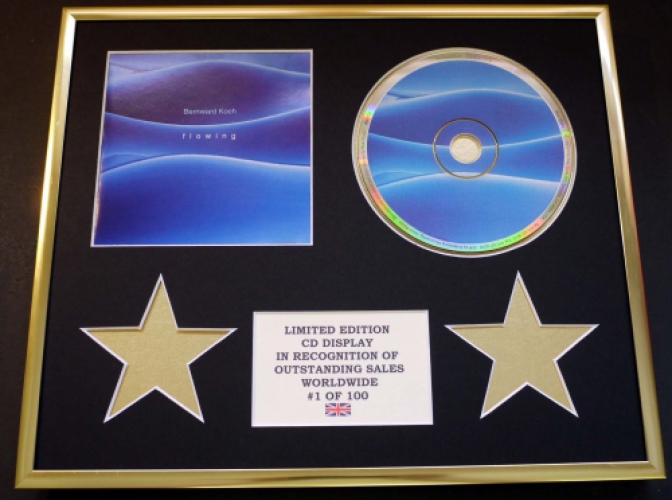 Bernward Koch
flowing
LIMITED EDITION
CD DISPLAY
IN RECOGNITION OF
OUTSTANDING SALES
WORLDWIDE
#1 OF 100